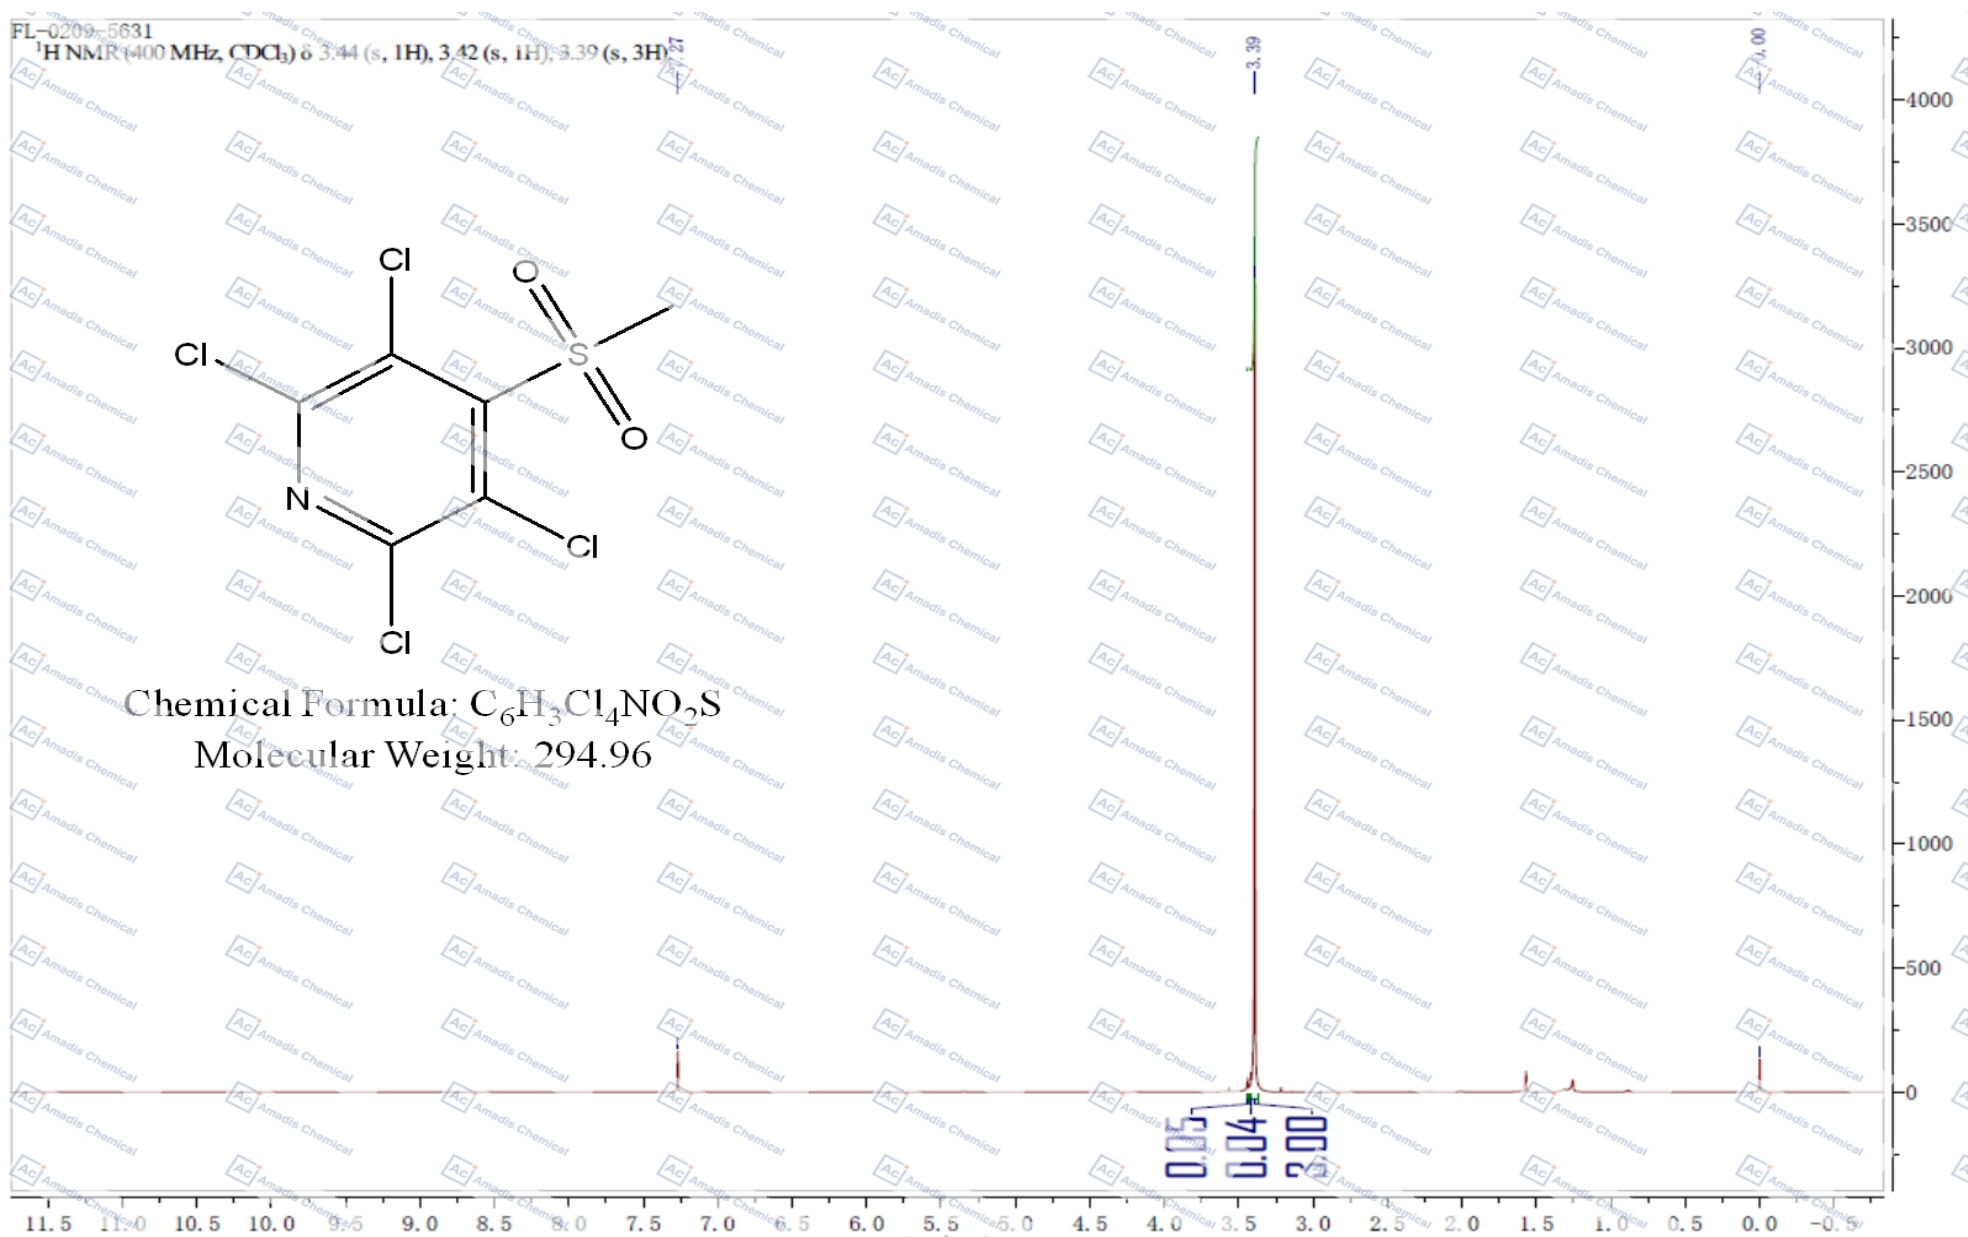 FL-0209-5631
¹H NMR (400 MHz, CDCl₃) δ 3.44 (s, 1H), 3.42 (s, 1H), 3.39 (s, 3H).
7.27
3.39
0.00
4000
3500
3000
2500
2000
1500
1000
500
0
Cl
O
Cl
S
O
N
Cl
Cl
Chemical Formula: C₆H₃Cl₄NO₂S
Molecular Weight: 294.96
0.05
0.04
3.00
11.5 11.0 10.5 10.0 9.5 9.0 8.5 8.0 7.5 7.0 6.5 6.0 5.5 5.0 4.5 4.0 3.5 3.0 2.5 2.0 1.5 1.0 0.5 0.0 -0.5
Ac Amadis Chemical